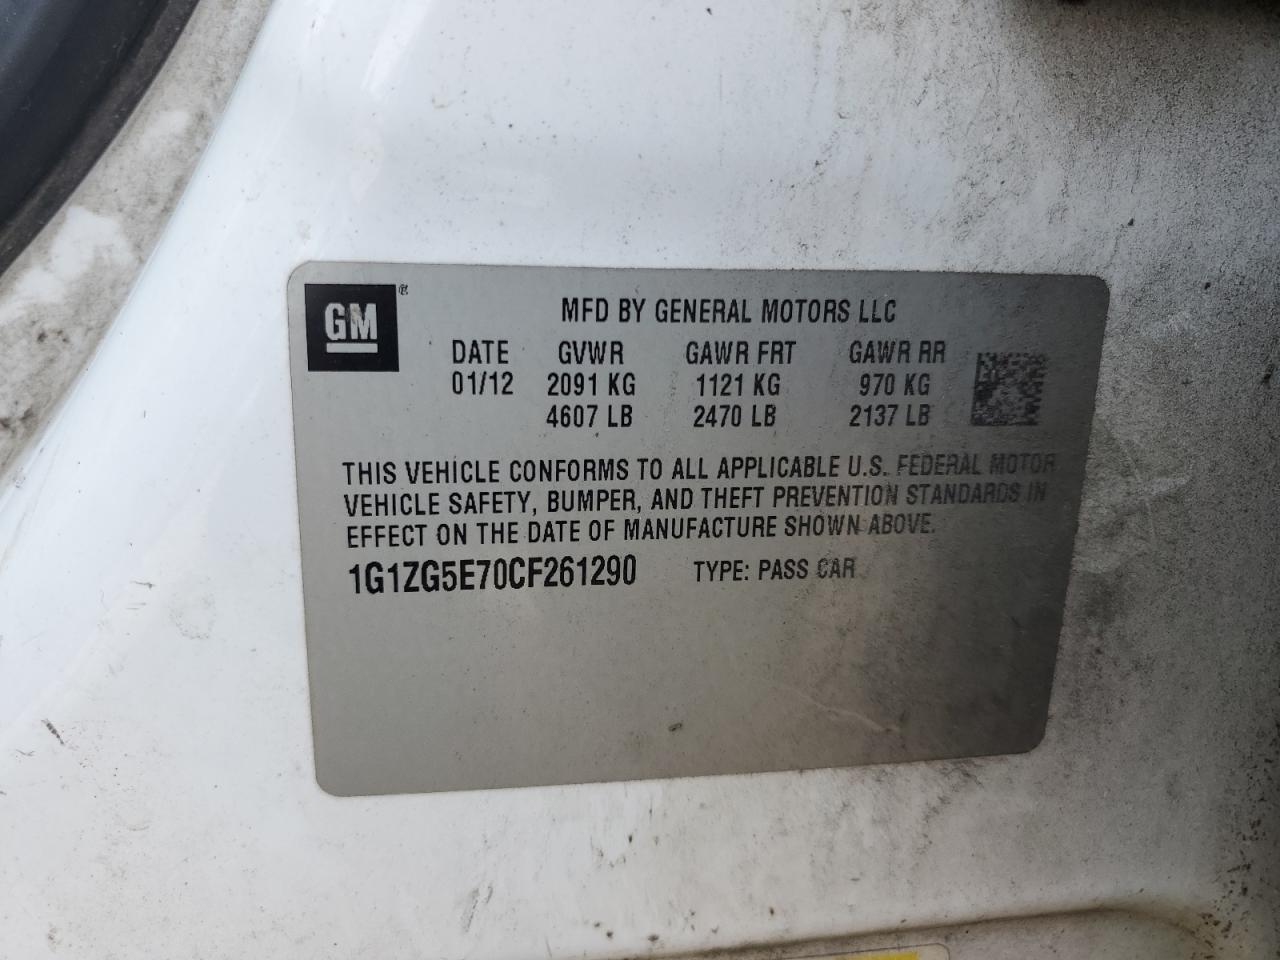 GM®
MFD BY GENERAL MOTORS LLC
DATE GVWR GAWR FRT GAWR RR
01/12 2091 KG 1121 KG 970 KG
4607 LB 2470 LB 2137 LB
THIS VEHICLE CONFORMS TO ALL APPLICABLE U.S. FEDERAL MOTOR
VEHICLE SAFETY, BUMPER, AND THEFT PREVENTION STANDARDS IN
EFFECT ON THE DATE OF MANUFACTURE SHOWN ABOVE.
1G1ZG5E70CF261290 TYPE: PASS CAR